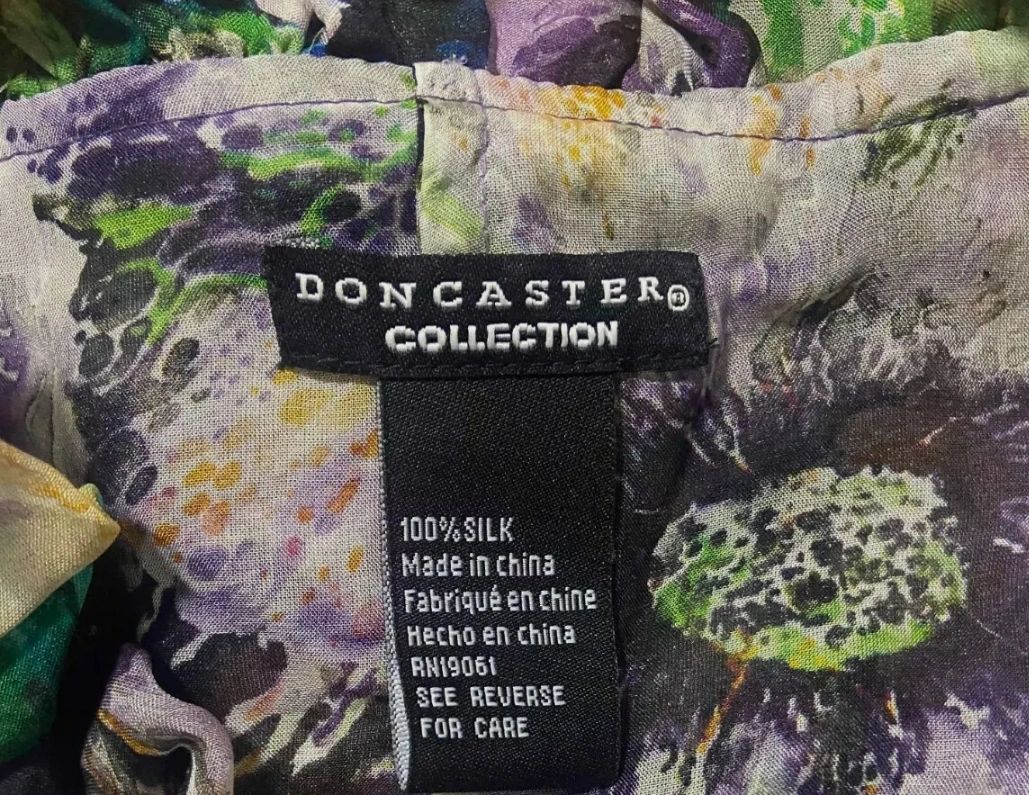 DONCASTER®
COLLECTION
100% SILK
Made in china
Fabriqué en chine
Hecho en china
RN19061
SEE REVERSE
FOR CARE